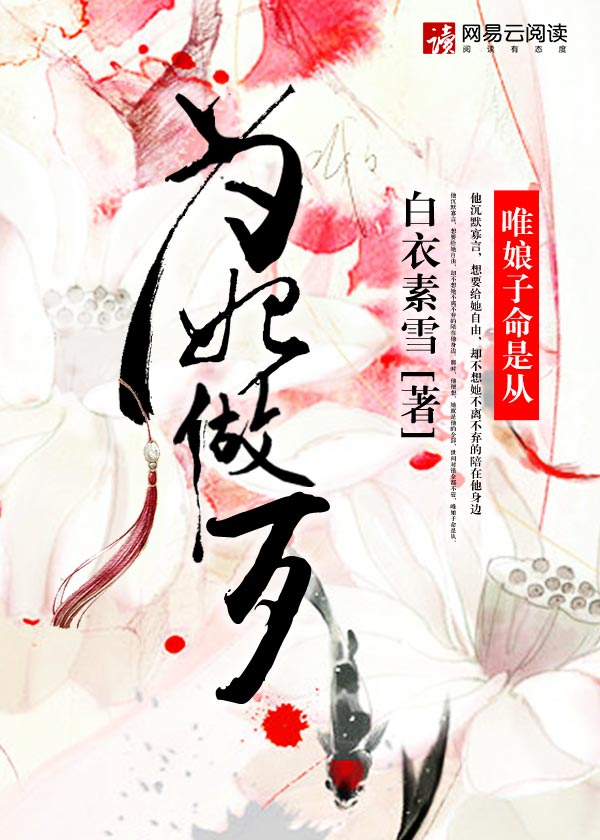 网易云阅读
阅读有态度
为妃做歹
唯娘子命是从
他沉默寡言，想要给她自由，却不想她不离不弃的陪在他身边
白衣素雪［著］